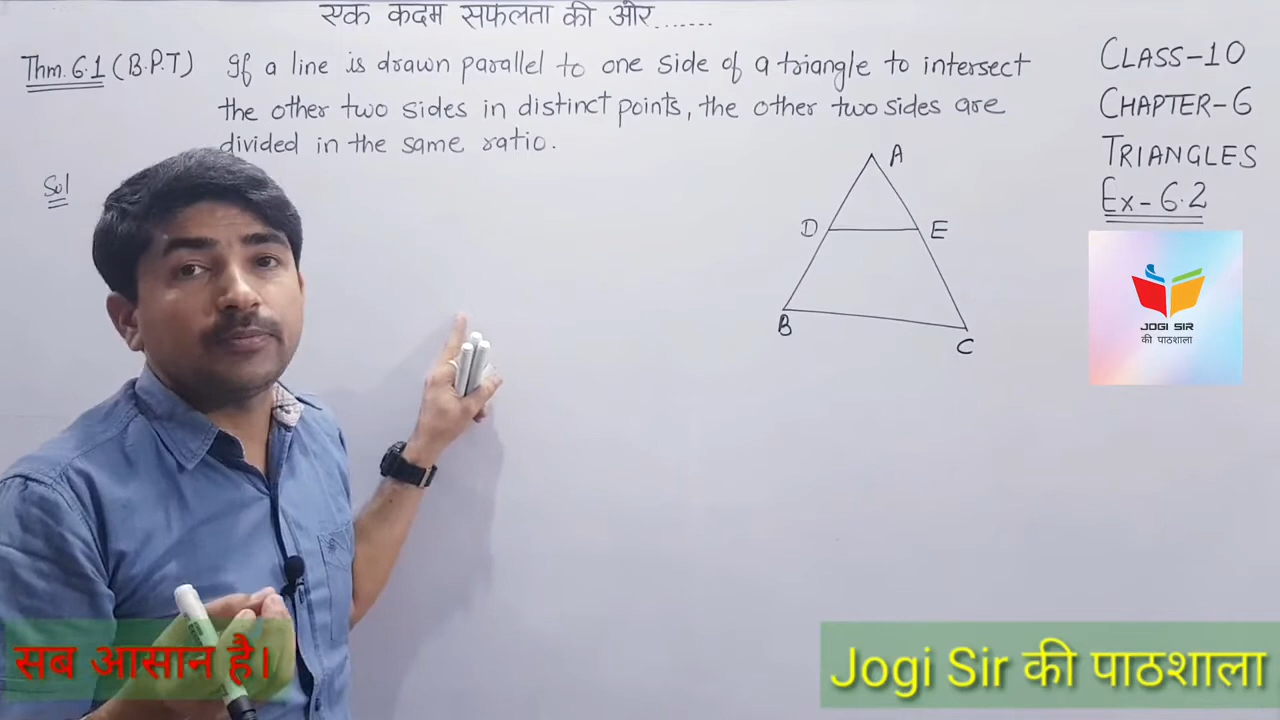 एक कदम सफलता की ओर.......
Thm. 6.1 (B.P.T) If a line is drawn parallel to one side of a triangle to intersect
the other two sides in distinct points, the other two sides are
divided in the same ratio.
Sol
A
D E
B
C
CLASS-10
CHAPTER-6
TRIANGLES
Ex-6.2
JOGI SIR
की पाठशाला
सब आसान है।
Jogi Sir की पाठशाला